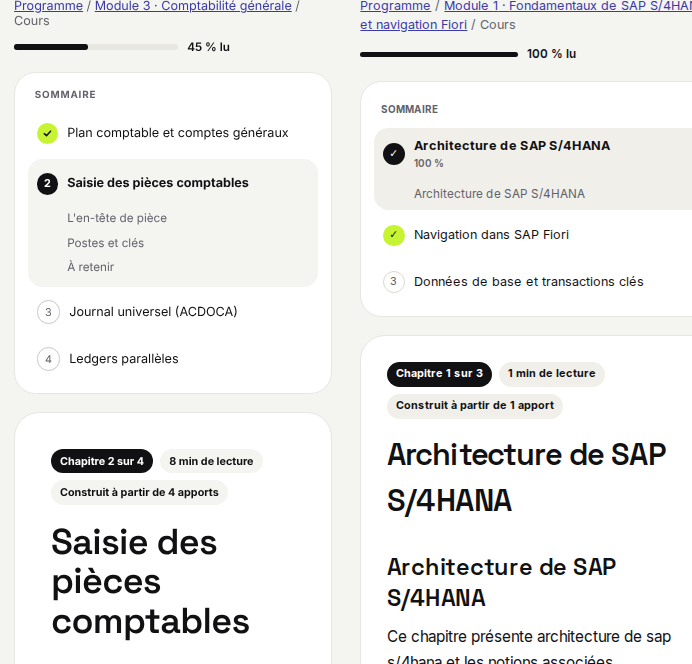 Programme / Module 3 · Comptabilité générale /
Cours
45 % lu
SOMMAIRE
Plan comptable et comptes généraux
2 Saisie des pièces comptables
L'en-tête de pièce
Postes et clés
À retenir
3 Journal universel (ACDOCA)
4 Ledgers parallèles
Chapitre 2 sur 4 8 min de lecture
Construit à partir de 4 apports
Saisie des
pièces
comptables
Programme / Module 1 · Fondamentaux de SAP S/4HAN
et navigation Fiori / Cours
100 % lu
SOMMAIRE
Architecture de SAP S/4HANA
100 %
Architecture de SAP S/4HANA
Navigation dans SAP Fiori
3 Données de base et transactions clés
Chapitre 1 sur 3 1 min de lecture
Construit à partir de 1 apport
Architecture de SAP
S/4HANA
Architecture de SAP
S/4HANA
Ce chapitre présente architecture de sap
s/4hana et les notions associées